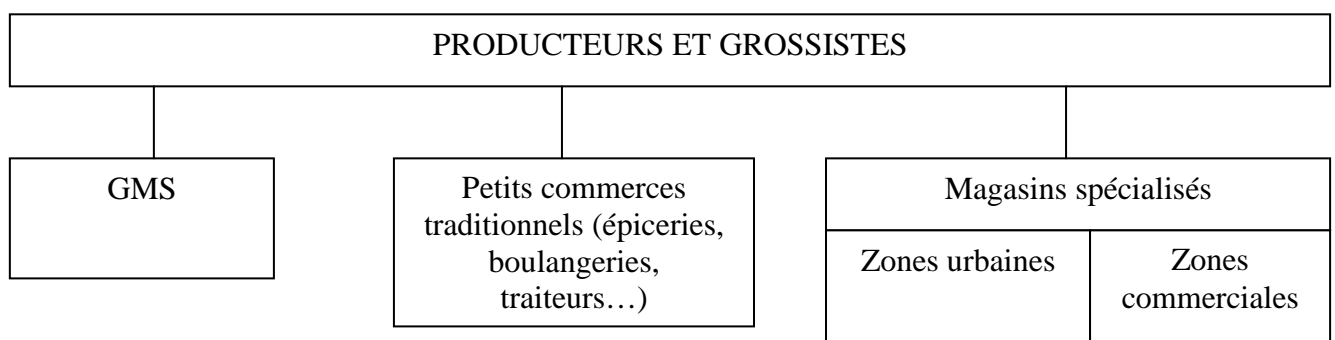 PRODUCTEURS ET GROSSISTES
GMS
Petits commerces
traditionnels (épiceries,
boulangeries,
traiteurs…)
Magasins spécialisés
Zones urbaines
Zones
commerciales